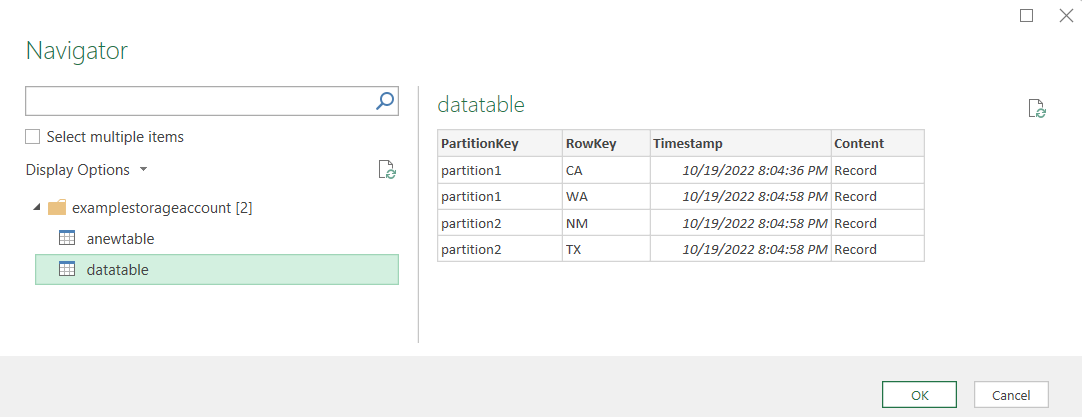 Navigator
Select multiple items
Display Options
examplestorageaccount [2]
anewtable
datatable
datatable
PartitionKey RowKey Timestamp Content
partition1 CA 10/19/2022 8:04:36 PM Record
partition1 WA 10/19/2022 8:04:58 PM Record
partition2 NM 10/19/2022 8:04:58 PM Record
partition2 TX 10/19/2022 8:04:58 PM Record
OK Cancel